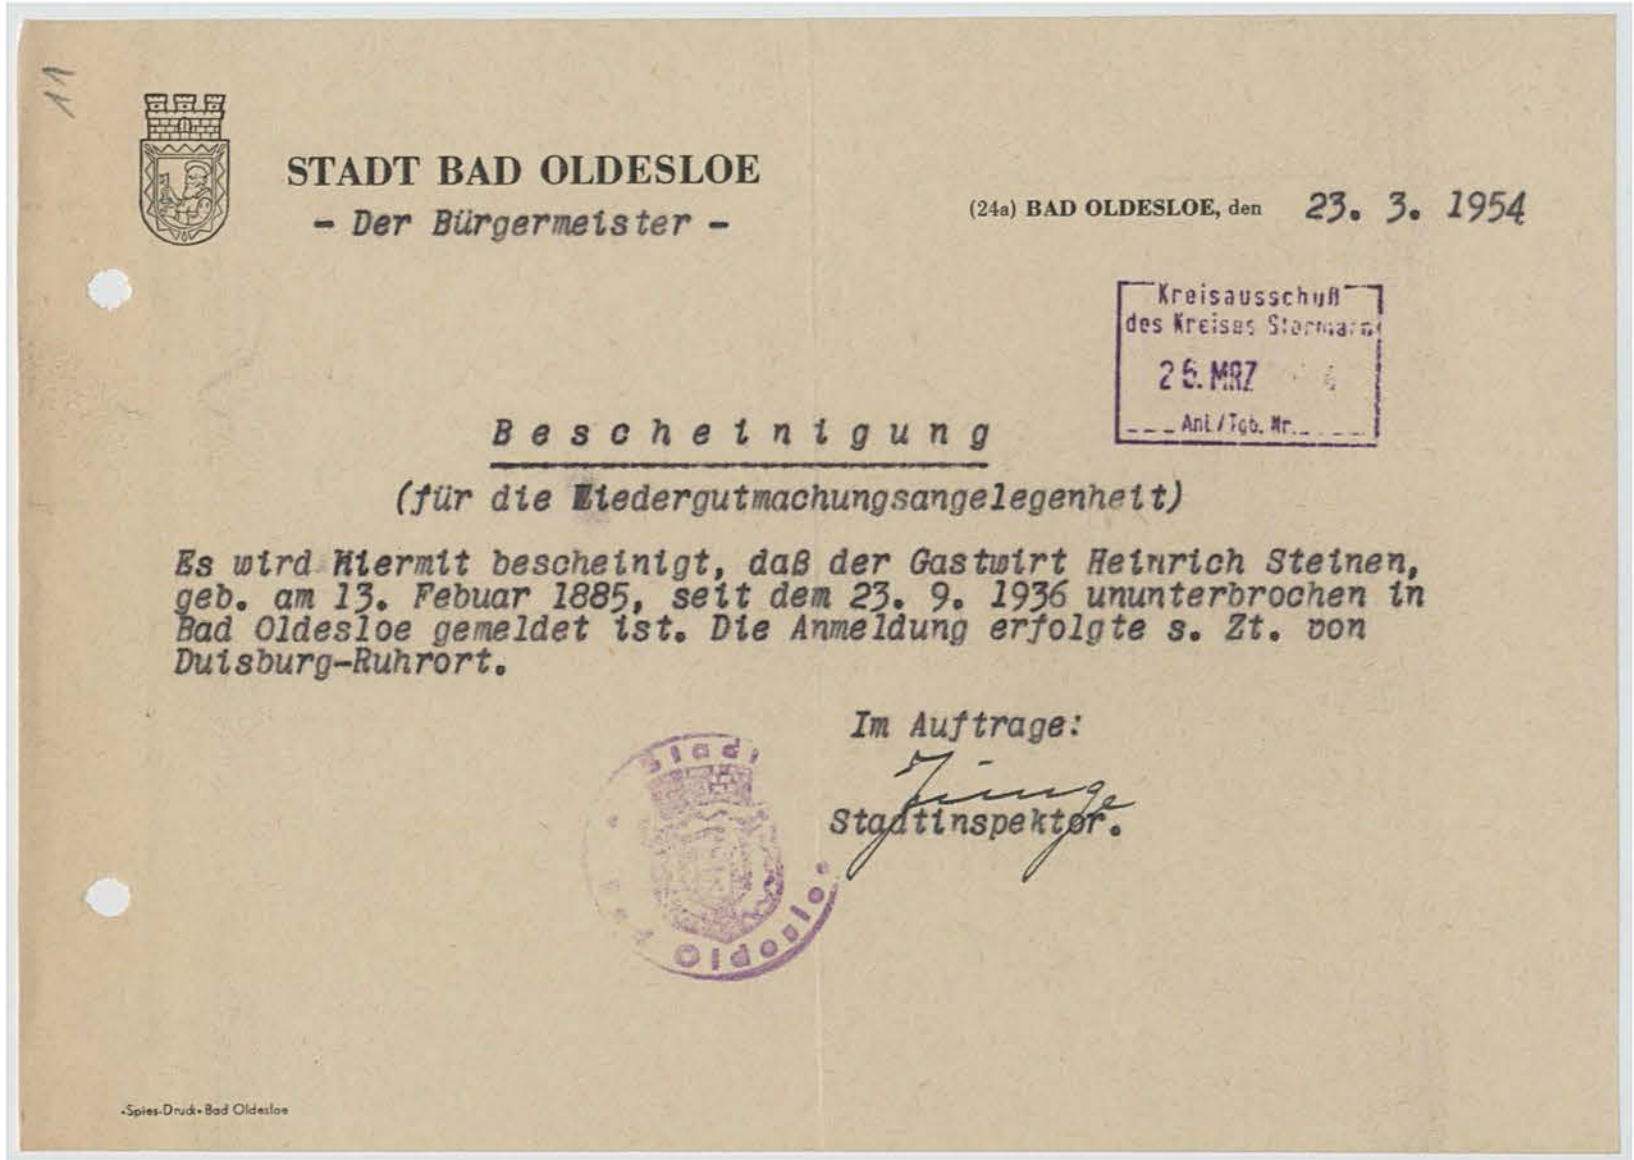 11
STADT BAD OLDESLOE
- Der Bürgermeister -
(24a) BAD OLDESLOE, den 23. 3. 1954
Kreisausschuß
des Kreises Stormarn
MRZ
Anl./Tgb. Nr.
Bescheinigung
(für die Wiedergutmachungsangelegenheit)
Es wird Hiermit bescheinigt, daß der Gastwirt Heinrich Steinen,
geb. am 13. Febuar 1885, seit dem 23. 9. 1936 ununterbrochen in
Bad Oldesloe gemeldet ist. Die Anmeldung erfolgte s. Zt. von
Duisburg-Ruhrort.
Im Auftrage:
Jünge
Stadtinspektor.
Stadt
Bad Oldesloe
-Spies-Druck- Bad Oldesloe